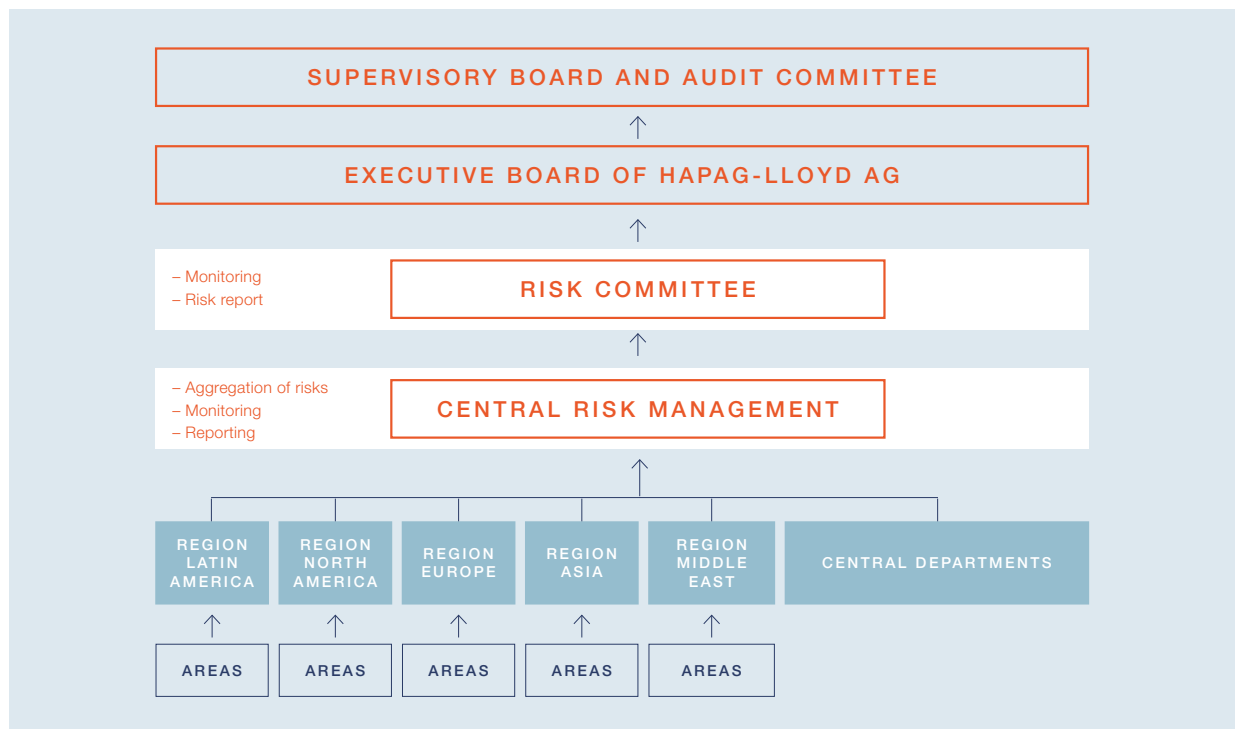 SUPERVISORY BOARD AND AUDIT COMMITTEE
EXECUTIVE BOARD OF HAPAG-LLOYD AG
– Monitoring
– Risk report
RISK COMMITTEE
– Aggregation of risks
– Monitoring
– Reporting
CENTRAL RISK MANAGEMENT
REGION
LATIN
AMERICA
REGION
NORTH
AMERICA
REGION
EUROPE
REGION
ASIA
REGION
MIDDLE
EAST
CENTRAL DEPARTMENTS
AREAS
AREAS
AREAS
AREAS
AREAS